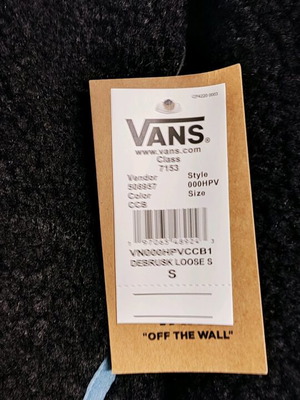 VANS®
www.vans.com
Class
7153
Vendor Style
508957 000HPV
Color Size
CCB
VN000HPVCCB1
DEBRUSK LOOSE S
S
"OFF THE WALL"